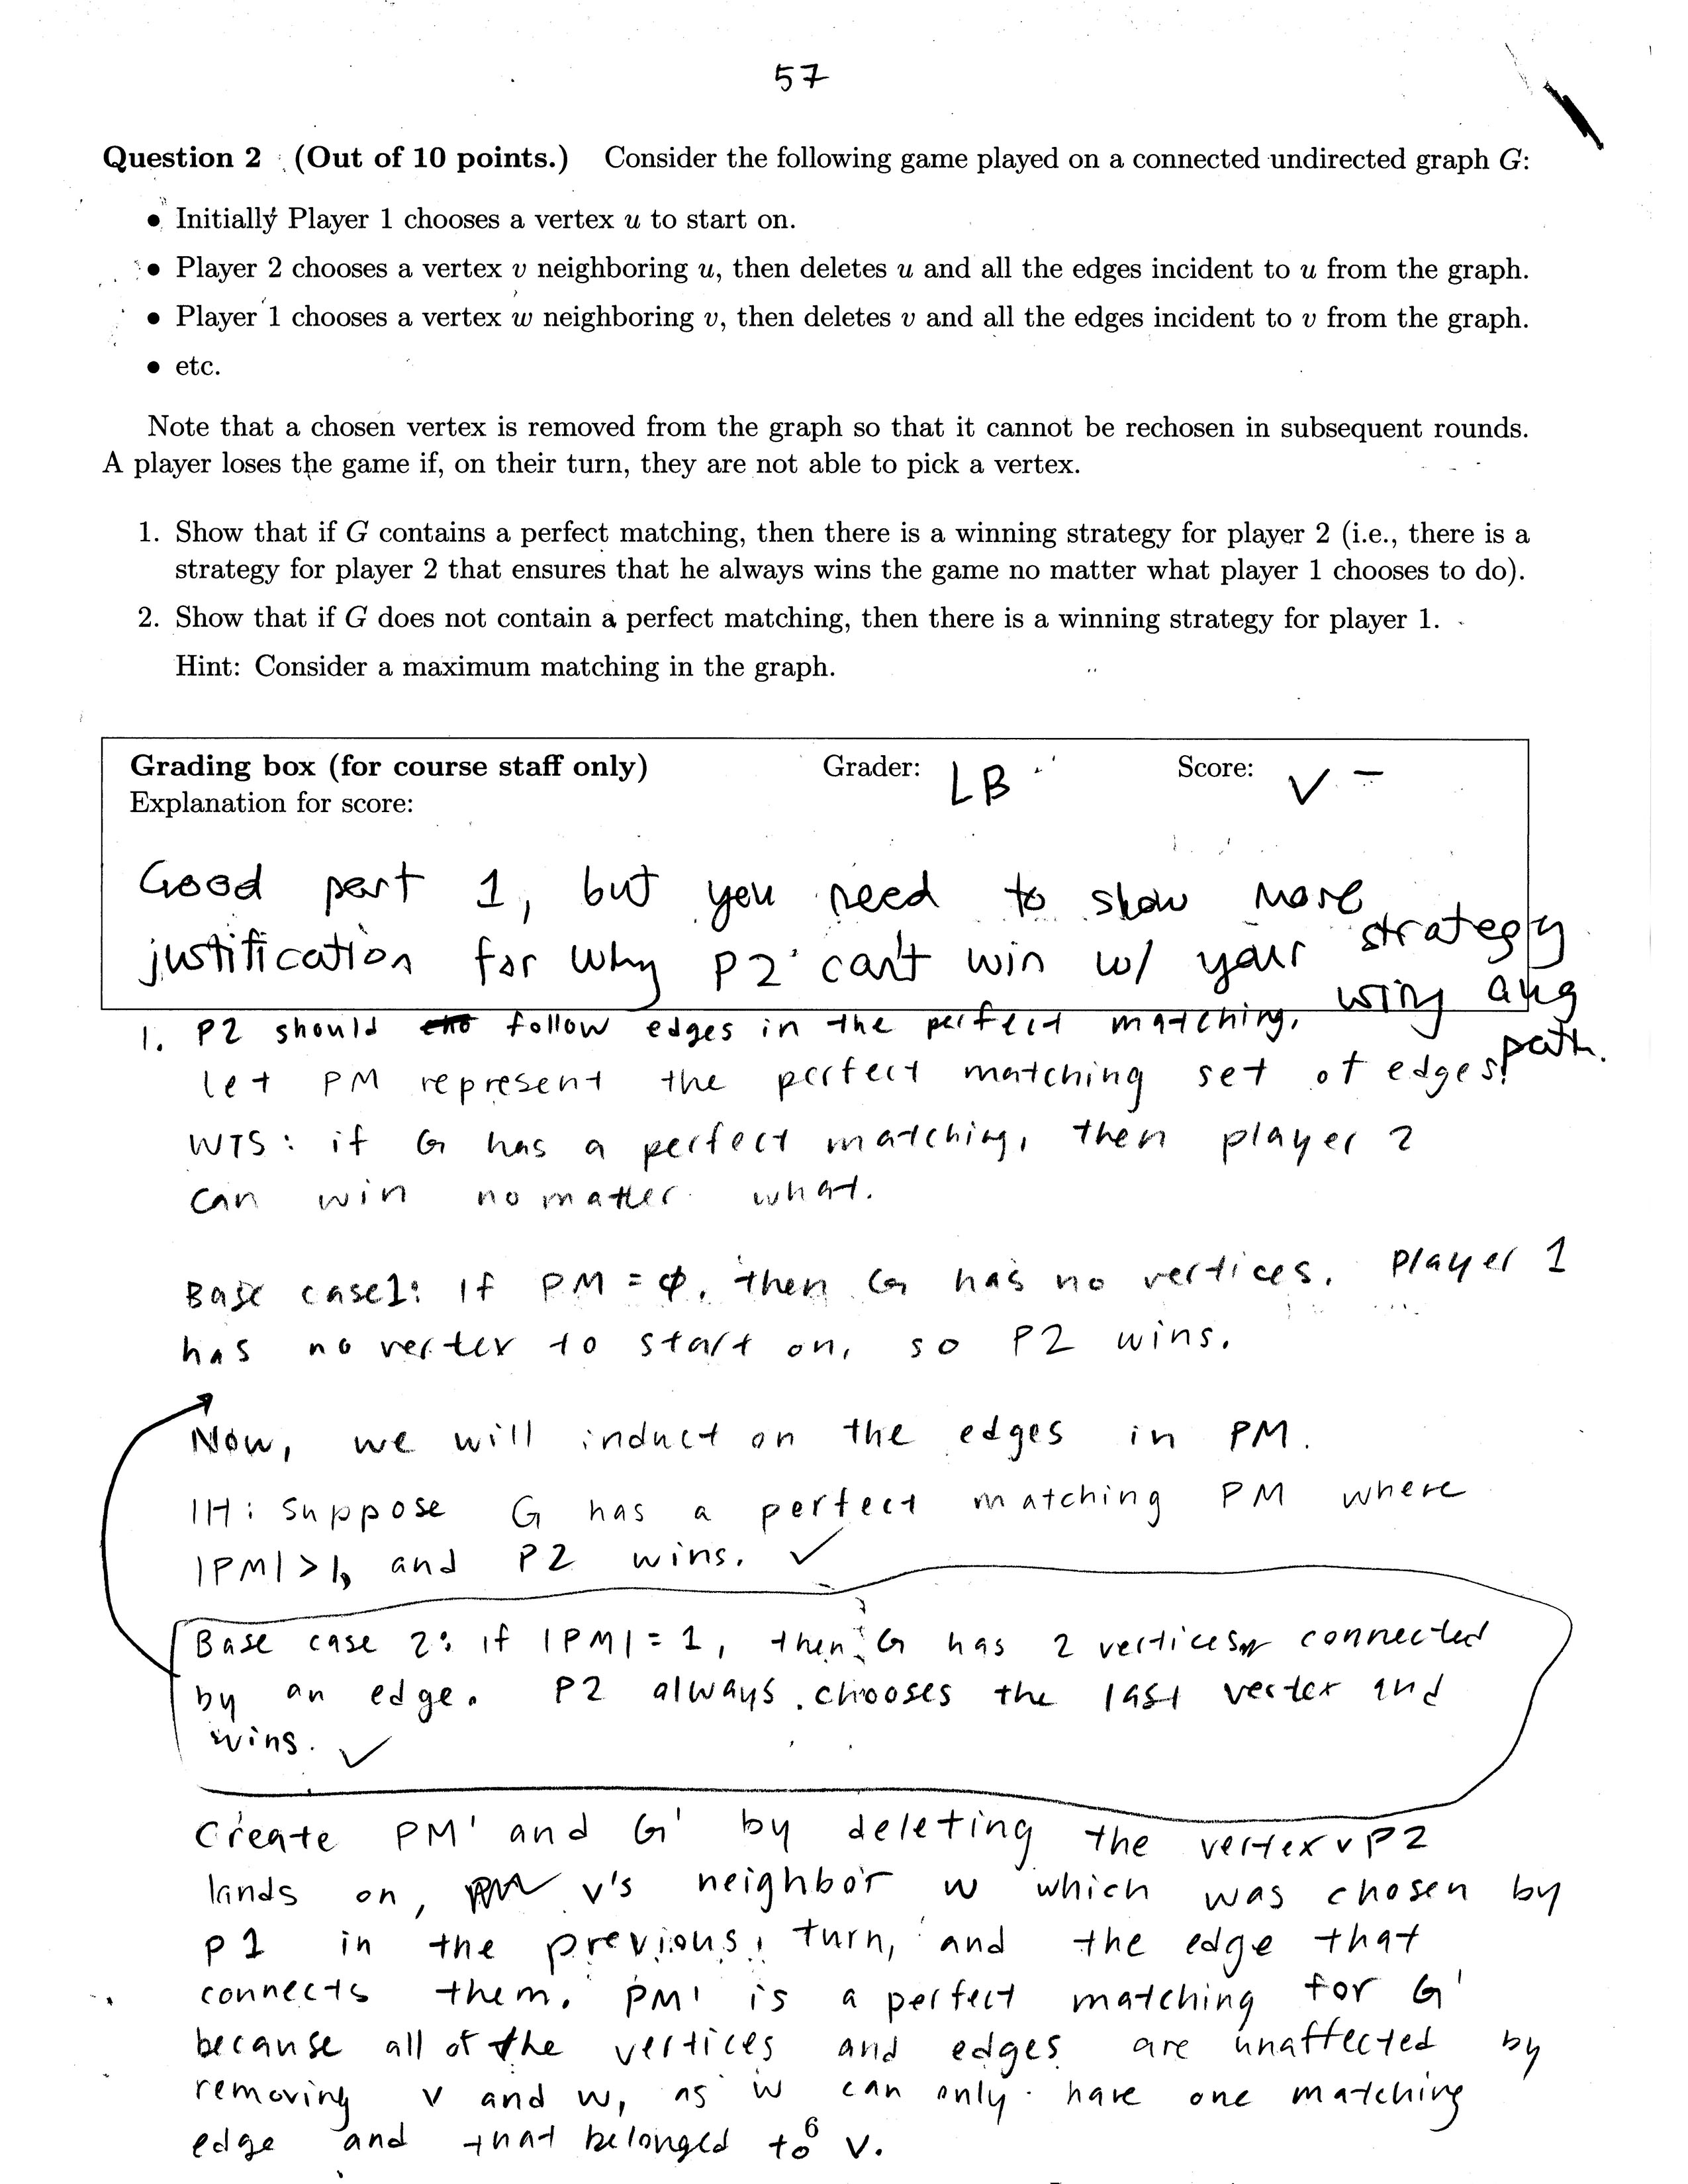 57
Question 2 (Out of 10 points.) Consider the following game played on a connected undirected graph G:
• Initially Player 1 chooses a vertex u to start on.
• Player 2 chooses a vertex v neighboring u, then deletes u and all the edges incident to u from the graph.
• Player 1 chooses a vertex w neighboring v, then deletes v and all the edges incident to v from the graph.
• etc.
Note that a chosen vertex is removed from the graph so that it cannot be rechosen in subsequent rounds.
A player loses the game if, on their turn, they are not able to pick a vertex.
1. Show that if G contains a perfect matching, then there is a winning strategy for player 2 (i.e., there is a
strategy for player 2 that ensures that he always wins the game no matter what player 1 chooses to do).
2. Show that if G does not contain a perfect matching, then there is a winning strategy for player 1.
Hint: Consider a maximum matching in the graph.
Grading box (for course staff only) Grader: LB Score: √ −
Explanation for score:
Good part 1, but you need to show more
justification for why P2 can't win w/ your strategy
using aug
path.
1. P2 should follow edges in the perfect matching.
let PM represent the perfect matching set of edges.
WTS: if G has a perfect matching, then player 2
can win no matter what.
Base case1: If PM = ϕ, then G has no vertices. Player 1
has no vertex to start on, so P2 wins.
Now, we will induct on the edges in PM.
IH: Suppose G has a perfect matching PM where
|PM| > 1, and P2 wins. ✓
Base case 2: if |PM| = 1, then G has 2 vertices connected
by an edge. P2 always chooses the last vertex and
wins. ✓
Create PM' and G' by deleting the vertex v P2
lands on, v's neighbor w which was chosen by
P1 in the previous turn, and the edge that
connects them. PM' is a perfect matching for G'
because all of the vertices and edges are unaffected by
removing v and w, as w can only have one matching
edge and that belonged to v.
6